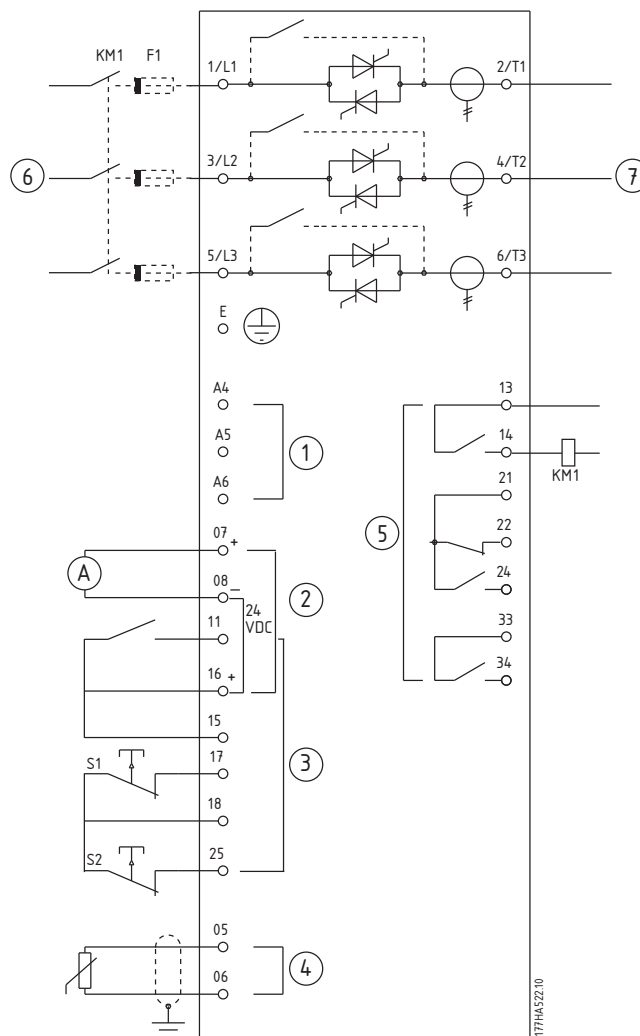 KM1 F1
1/L1 2/T1
6 3/L2 4/T2 7
5/L3 6/T3
E
A4 13
A5 1 14
KM1
A6 21
5
07 + 22
A 2
08 − 24
24
VDC
11 33
16 + 34
15
S1 17 3
18
S2 25
05
4
06
177HA522.10